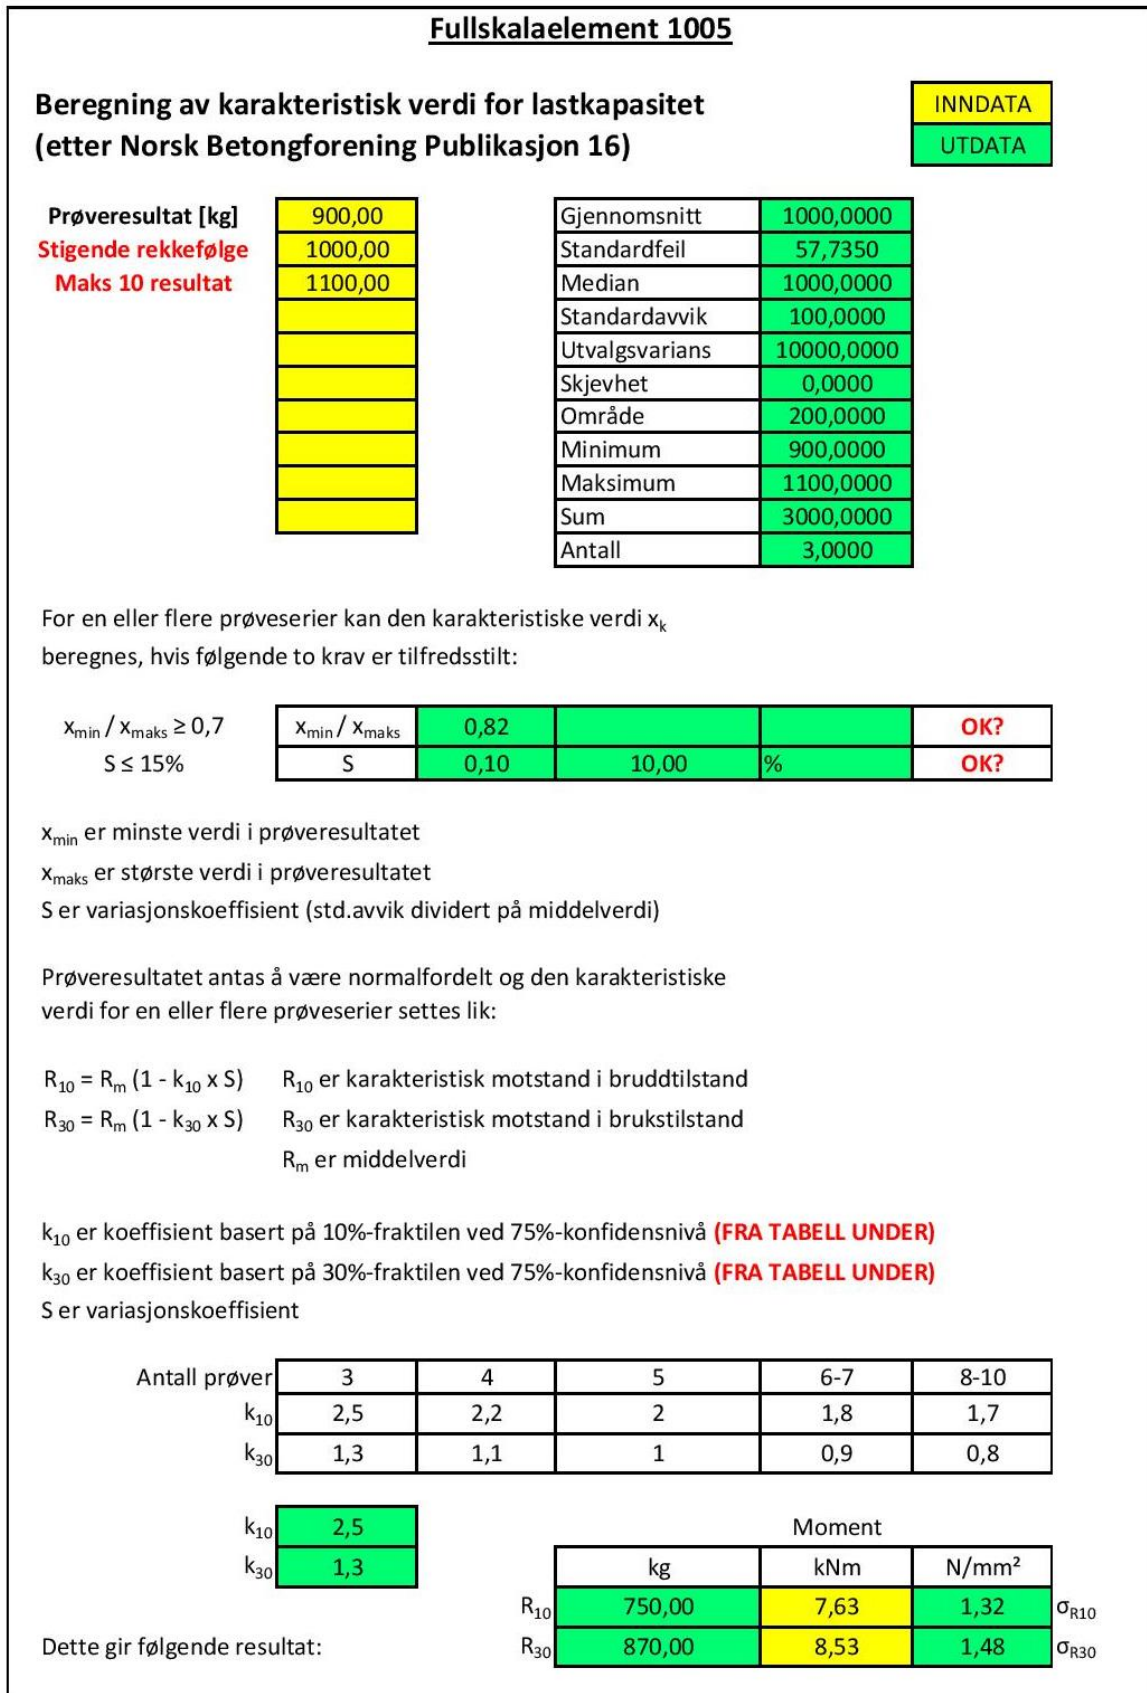 Fullskalaelement 1005
Beregning av karakteristisk verdi for lastkapasitet
(etter Norsk Betongforening Publikasjon 16)
INNDATA
UTDATA
Prøveresultat [kg] 900,00
Stigende rekkefølge 1000,00
Maks 10 resultat 1100,00
Gjennomsnitt 1000,0000
Standardfeil 57,7350
Median 1000,0000
Standardavvik 100,0000
Utvalgsvarians 10000,0000
Skjevhet 0,0000
Område 200,0000
Minimum 900,0000
Maksimum 1100,0000
Sum 3000,0000
Antall 3,0000
For en eller flere prøveserier kan den karakteristiske verdi xk
beregnes, hvis følgende to krav er tilfredsstilt:
xmin / xmaks ≥ 0,7 xmin / xmaks 0,82 OK?
S ≤ 15% S 0,10 10,00 % OK?
xmin er minste verdi i prøveresultatet
xmaks er største verdi i prøveresultatet
S er variasjonskoeffisient (std.avvik dividert på middelverdi)
Prøveresultatet antas å være normalfordelt og den karakteristiske
verdi for en eller flere prøveserier settes lik:
R10 = Rm (1 - k10 x S) R10 er karakteristisk motstand i bruddtilstand
R30 = Rm (1 - k30 x S) R30 er karakteristisk motstand i brukstilstand
Rm er middelverdi
k10 er koeffisient basert på 10%-fraktilen ved 75%-konfidensnivå (FRA TABELL UNDER)
k30 er koeffisient basert på 30%-fraktilen ved 75%-konfidensnivå (FRA TABELL UNDER)
S er variasjonskoeffisient
Antall prøver 3 4 5 6-7 8-10
k10 2,5 2,2 2 1,8 1,7
k30 1,3 1,1 1 0,9 0,8
k10 2,5
k30 1,3
Moment
kg kNm N/mm²
R10 750,00 7,63 1,32 σR10
Dette gir følgende resultat: R30 870,00 8,53 1,48 σR30